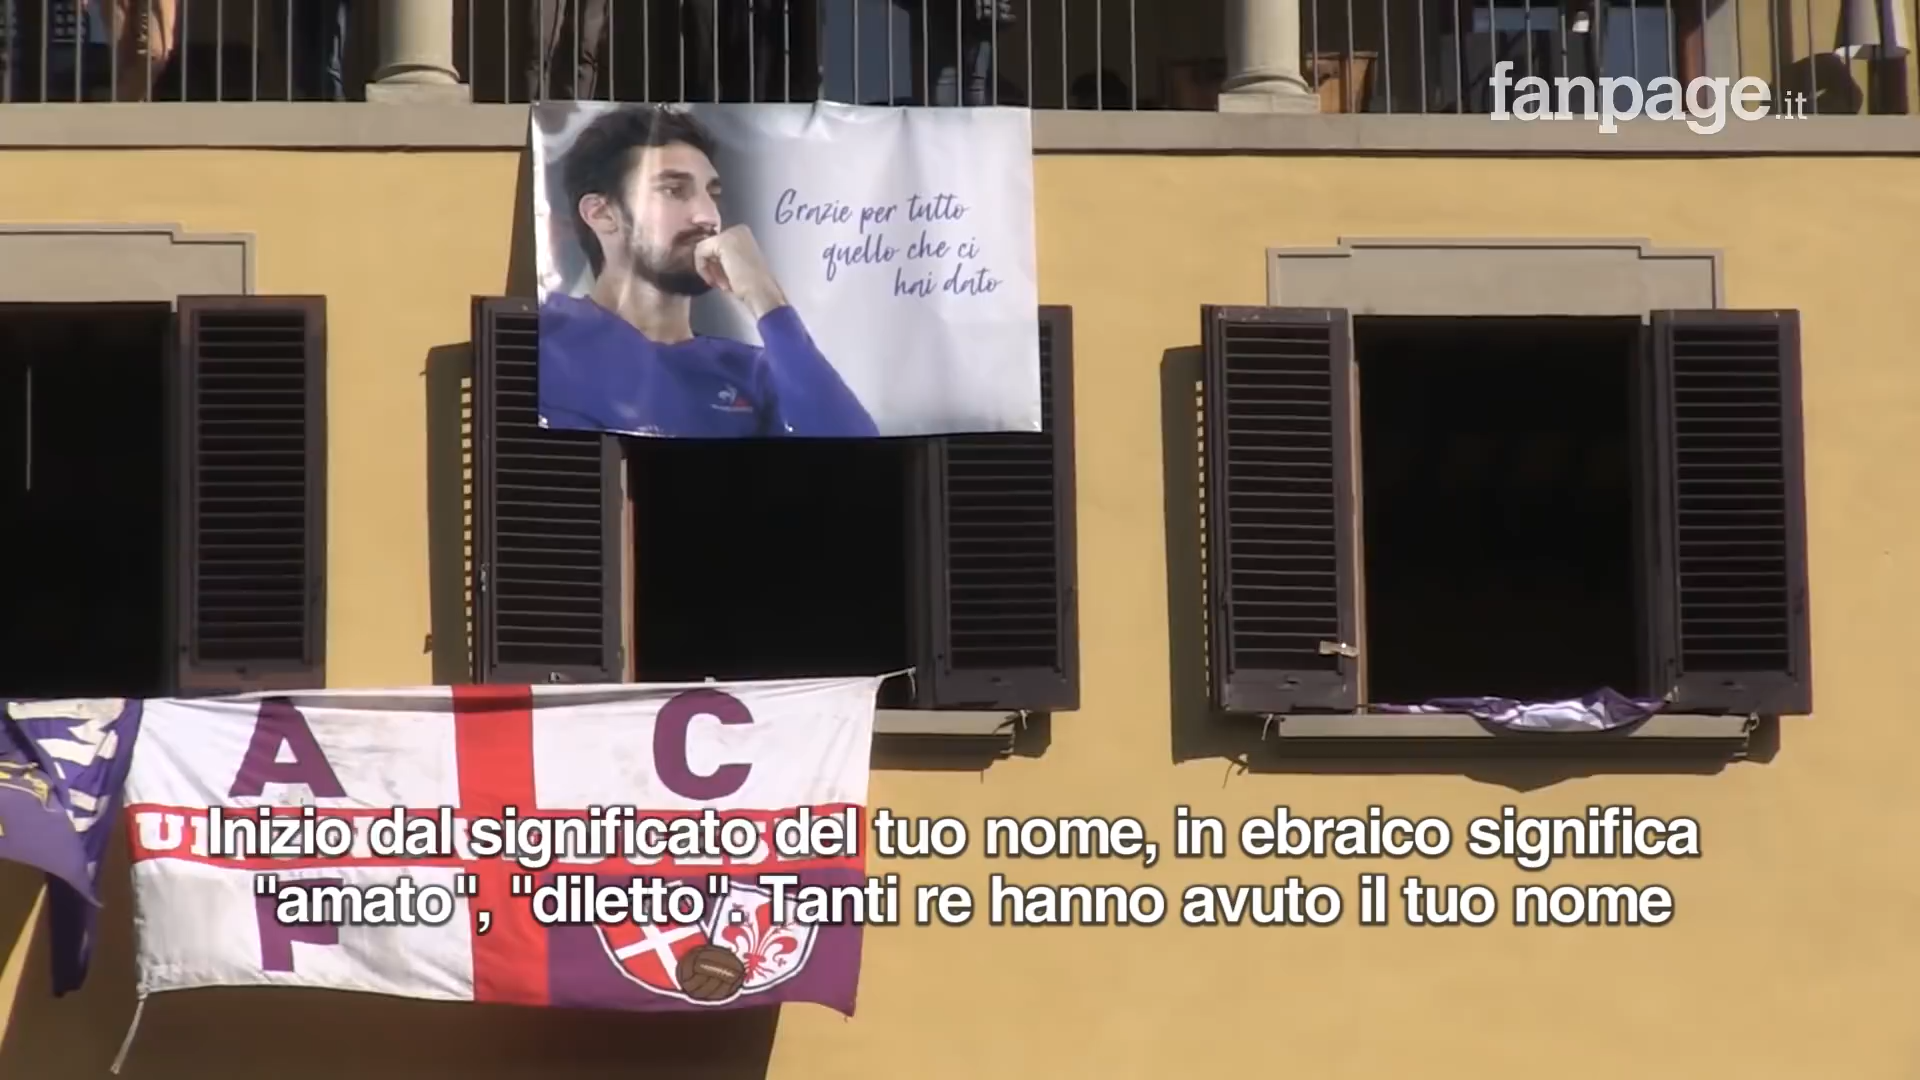 fanpage.it
Grazie per tutto
quello che ci
hai dato
A C
F
Inizio dal significato del tuo nome, in ebraico significa
"amato", "diletto". Tanti re hanno avuto il tuo nome